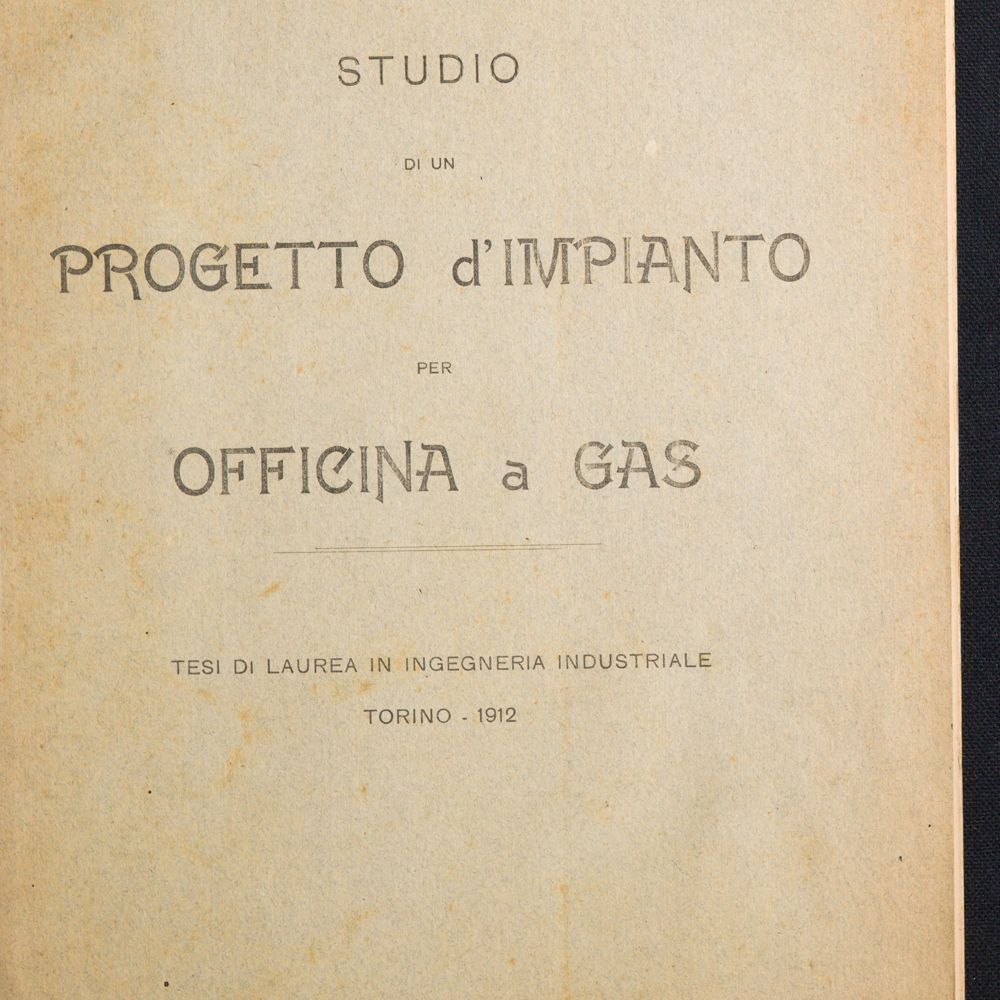 STUDIO
DI UN
PROGETTO d'IMPIANTO
PER
OFFICINA a GAS
TESI DI LAUREA IN INGEGNERIA INDUSTRIALE
TORINO - 1912